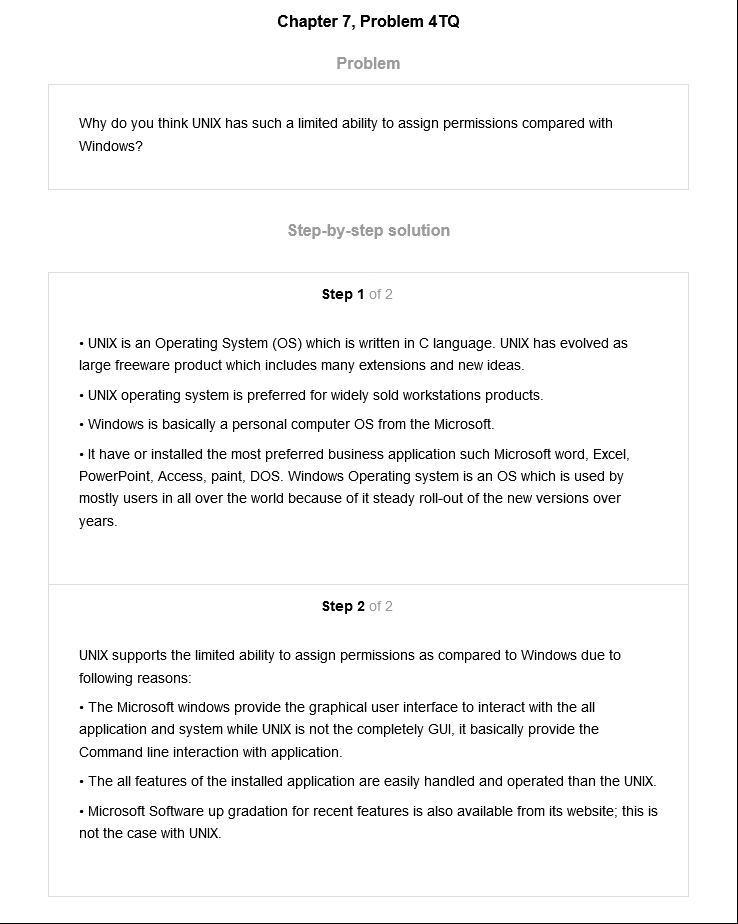 Chapter 7, Problem 4TQ
Problem
Why do you think UNIX has such a limited ability to assign permissions compared with
Windows?
Step-by-step solution
Step 1 of 2
• UNIX is an Operating System (OS) which is written in C language. UNIX has evolved as
large freeware product which includes many extensions and new ideas.
• UNIX operating system is preferred for widely sold workstations products.
• Windows is basically a personal computer OS from the Microsoft.
• It have or installed the most preferred business application such Microsoft word, Excel,
PowerPoint, Access, paint, DOS. Windows Operating system is an OS which is used by
mostly users in all over the world because of it steady roll-out of the new versions over
years.
Step 2 of 2
UNIX supports the limited ability to assign permissions as compared to Windows due to
following reasons:
• The Microsoft windows provide the graphical user interface to interact with the all
application and system while UNIX is not the completely GUI, it basically provide the
Command line interaction with application.
• The all features of the installed application are easily handled and operated than the UNIX.
• Microsoft Software up gradation for recent features is also available from its website; this is
not the case with UNIX.